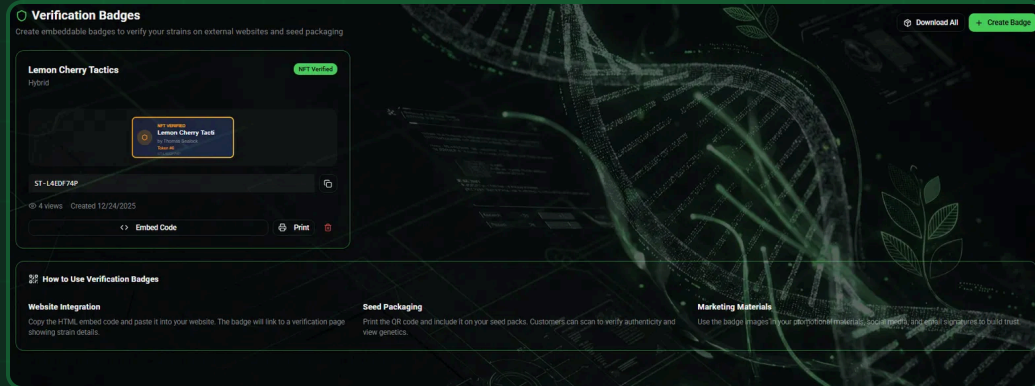 Verification Badges
Create embeddable badges to verify your strains on external websites and seed packaging
Download All
+ Create Badge
Lemon Cherry Tactics
NFT Verified
Hybrid
NFT VERIFIED
Lemon Cherry Tacti
by Thomas
Token #0
ST-L4EDF74P
4 views Created 12/24/2025
<> Embed Code
Print
How to Use Verification Badges
Website Integration
Copy the HTML embed code and paste it into your website. The badge will link to a verification page
showing strain details.
Seed Packaging
Print the QR code and include it on your seed packs. Customers can scan to verify authenticity and
view genetics.
Marketing Materials
Use the badge images in your promotional materials, social media, and email signatures to build trust.